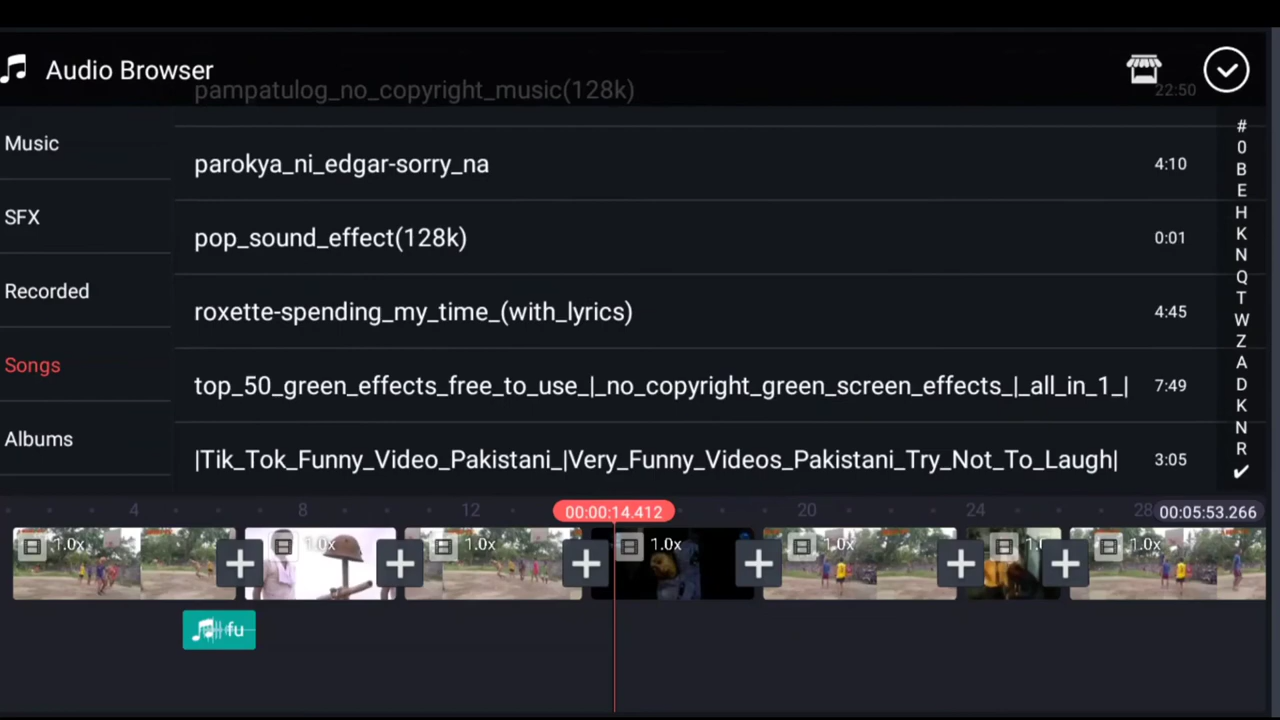 Audio Browser
pampatulog_no_copyright_music(128k) 22:50
Music
SFX
Recorded
Songs
Albums
parokya_ni_edgar-sorry_na 4:10
pop_sound_effect(128k) 0:01
roxette-spending_my_time_(with_lyrics) 4:45
top_50_green_effects_free_to_use_|_no_copyright_green_screen_effects_|_all_in_1_| 7:49
|Tik_Tok_Funny_Video_Pakistani_|Very_Funny_Videos_Pakistani_Try_Not_To_Laugh| 3:05
#
0
B
E
H
K
N
Q
T
W
Z
A
D
K
N
R
4 8 12 00:00:14.412 20 24 28 00:05:53.266
1.0x 1.0x 1.0x 1.0x 1.0x 1.0x
fu